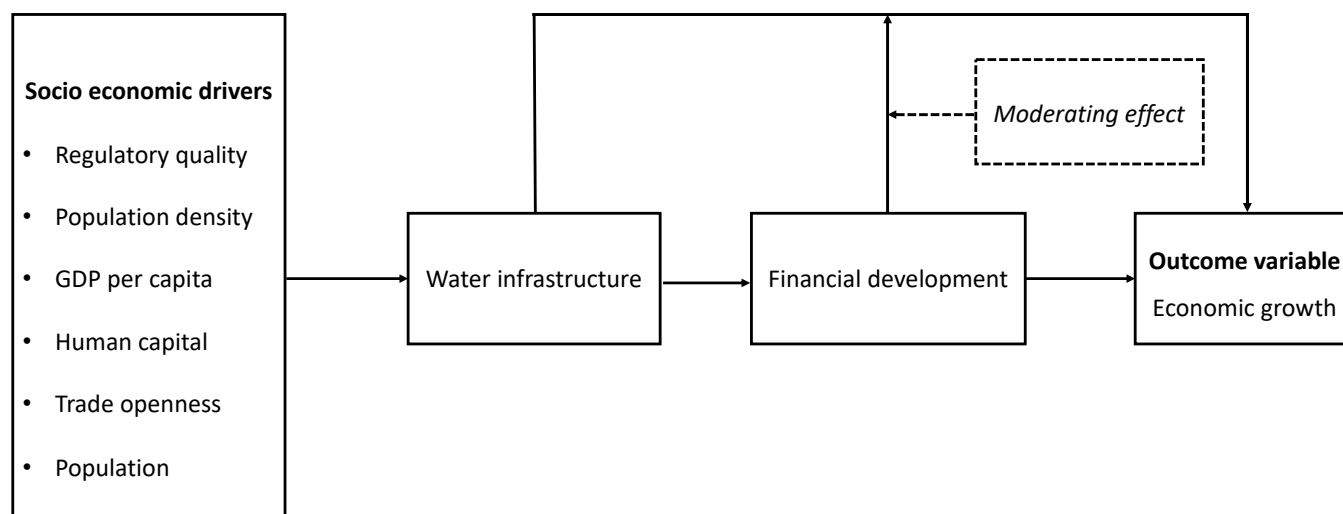 Socio economic drivers
• Regulatory quality
• Population density
• GDP per capita
• Human capital
• Trade openness
• Population
Water infrastructure
Financial development
Moderating effect
Outcome variable
Economic growth